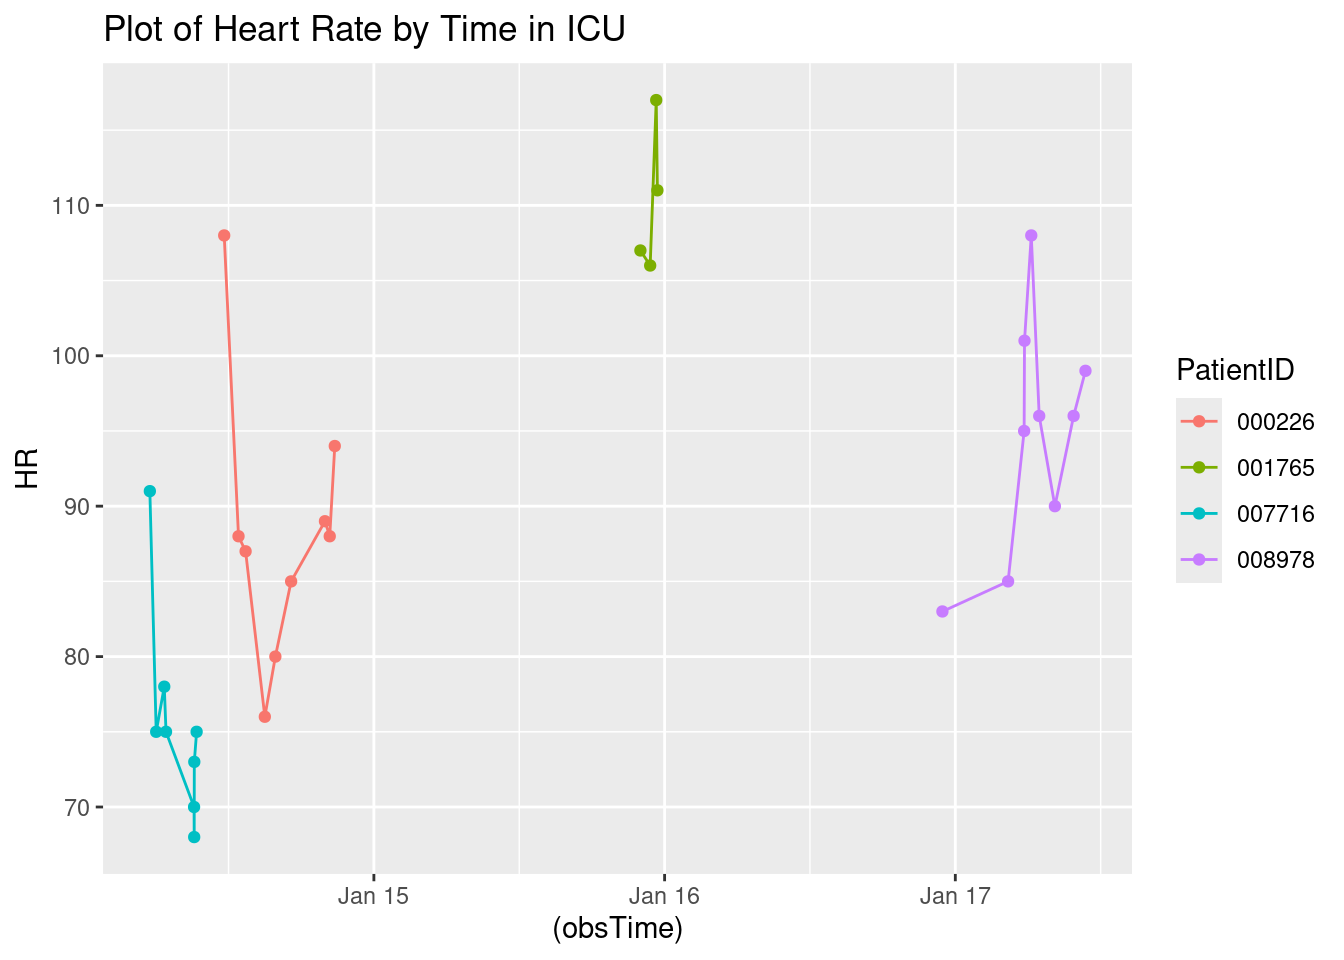 Plot of Heart Rate by Time in ICU
110
100
90
80
70
HR
Jan 15
Jan 16
Jan 17
(obsTime)
PatientID
000226
001765
007716
008978